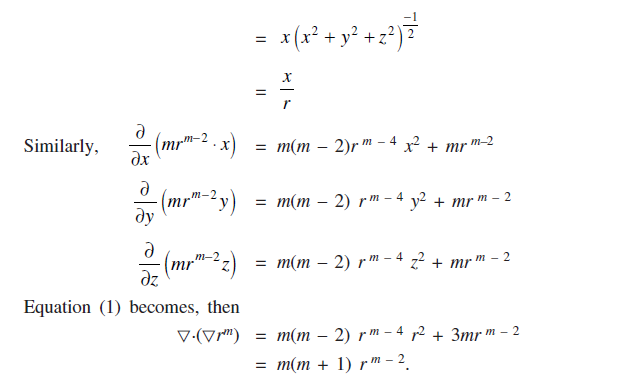 = x(x² + y² + z²)^{-1/2}
= x/r
Similarly, ∂/∂x (mr^{m–2} · x) = m(m – 2)r^{m – 4} x² + mr^{m–2}
∂/∂y (mr^{m–2}y) = m(m – 2) r^{m – 4} y² + mr^{m – 2}
∂/∂z (mr^{m–2}z) = m(m – 2) r^{m – 4} z² + mr^{m – 2}
Equation (1) becomes, then
∇·(∇r^m) = m(m – 2) r^{m – 4} r² + 3mr^{m – 2}
= m(m + 1) r^{m – 2}.